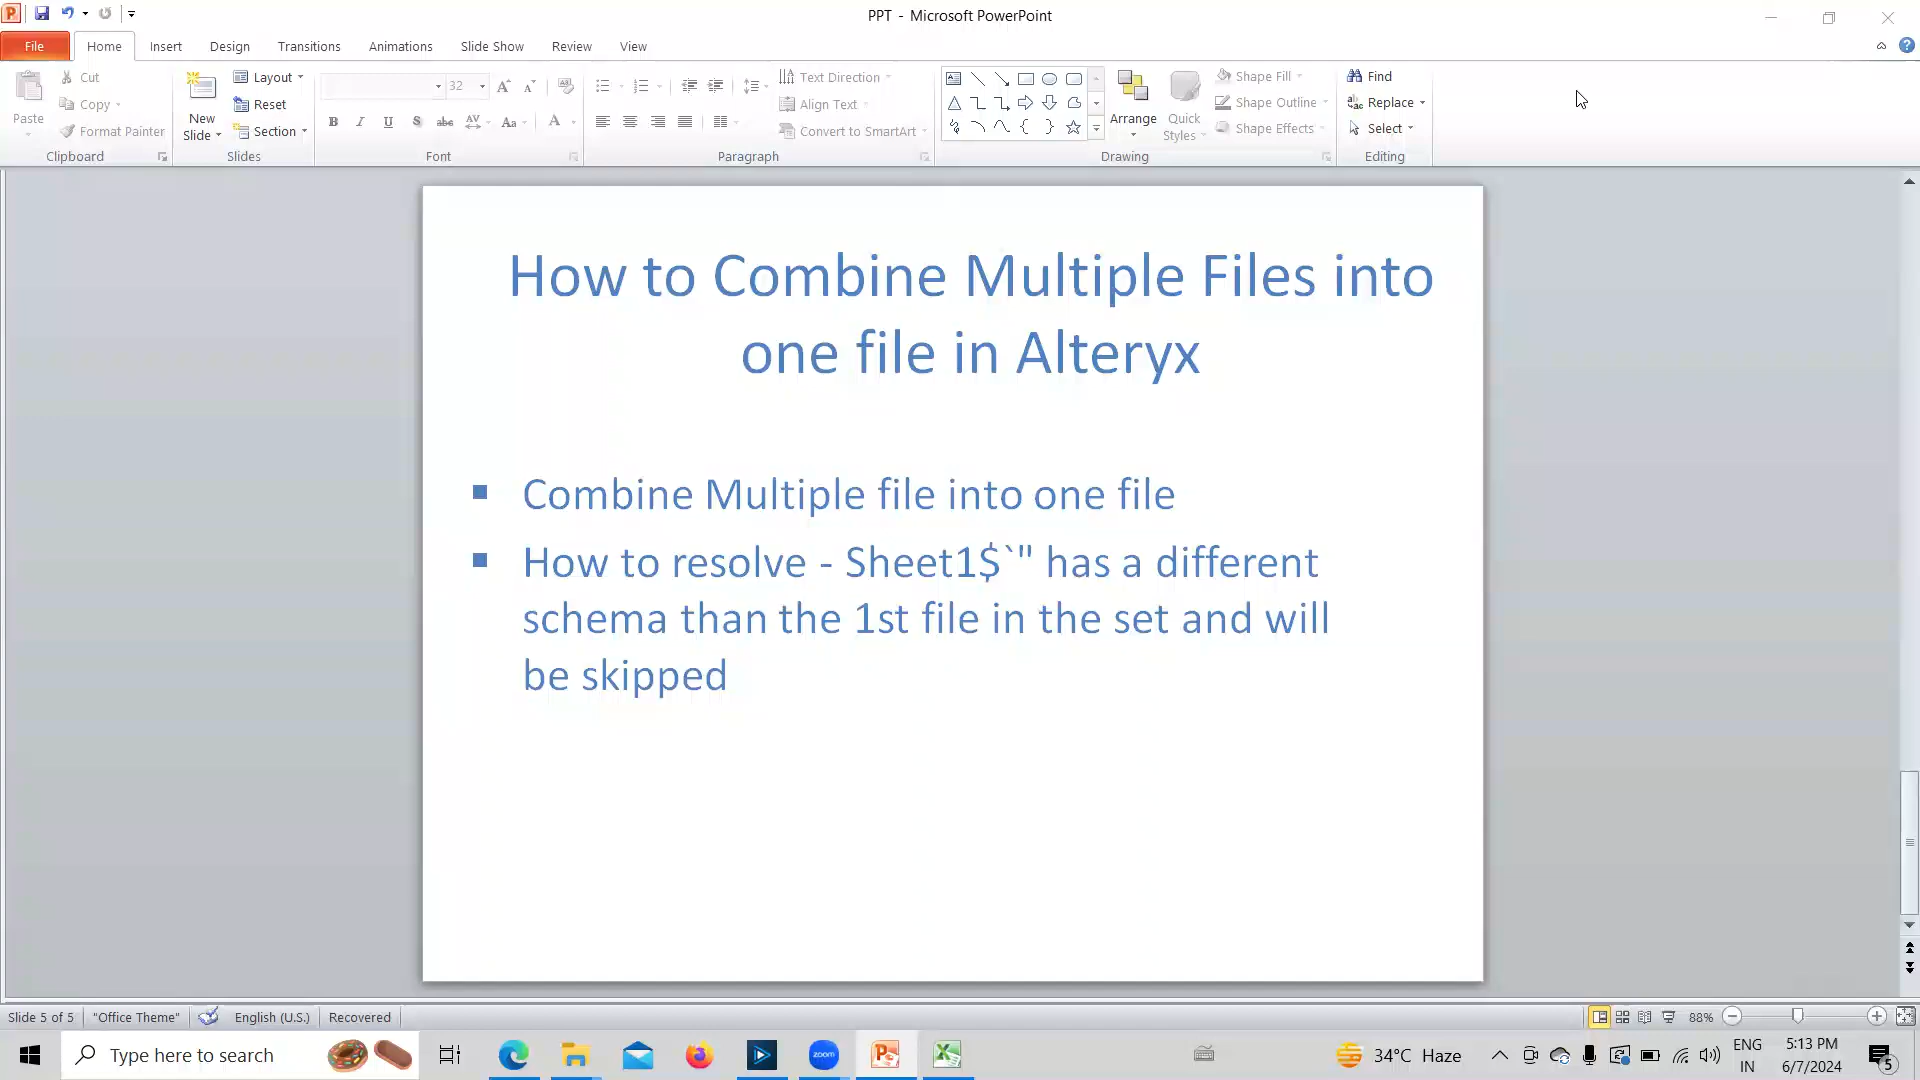 PPT - Microsoft PowerPoint
File Home Insert Design Transitions Animations Slide Show Review View
Paste
Cut
Copy
Format Painter
Clipboard
New
Slide
Layout
Reset
Section
Slides
32
B I U S abc AV Aa A
Font
Text Direction
Align Text
Convert to SmartArt
Paragraph
Arrange
Quick
Styles
Shape Fill
Shape Outline
Shape Effects
Drawing
Find
Replace
Select
Editing
How to Combine Multiple Files into
one file in Alteryx
Combine Multiple file into one file
How to resolve - Sheet1$`" has a different
schema than the 1st file in the set and will
be skipped
Slide 5 of 5 "Office Theme" English (U.S.) Recovered 88%
Type here to search
zoom
34°C Haze
ENG
IN
5:13 PM
6/7/2024
5